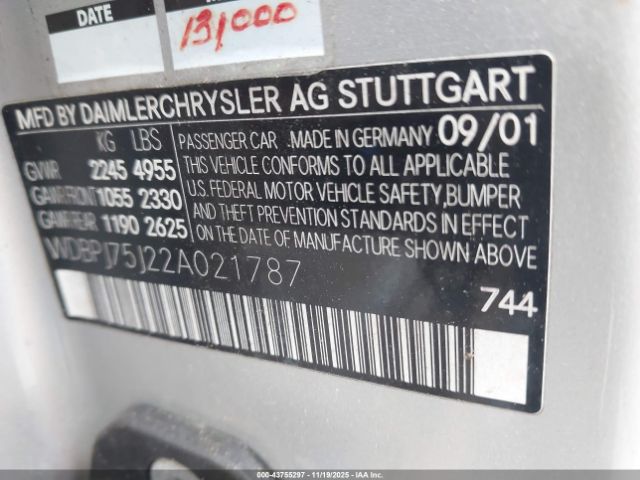 DATE
131000
MFD BY DAIMLERCHRYSLER AG STUTTGART
KG LBS PASSENGER CAR MADE IN GERMANY 09/01
GVWR 2245 4955 THIS VEHICLE CONFORMS TO ALL APPLICABLE
GAWR FRONT 1055 2330 U.S. FEDERAL MOTOR VEHICLE SAFETY, BUMPER
GAWR REAR 1190 2625 AND THEFT PREVENTION STANDARDS IN EFFECT
ON THE DATE OF MANUFACTURE SHOWN ABOVE
WDBPJ75J22A021787
744
000-43755297 - 11/19/2025 - IAAI.CA